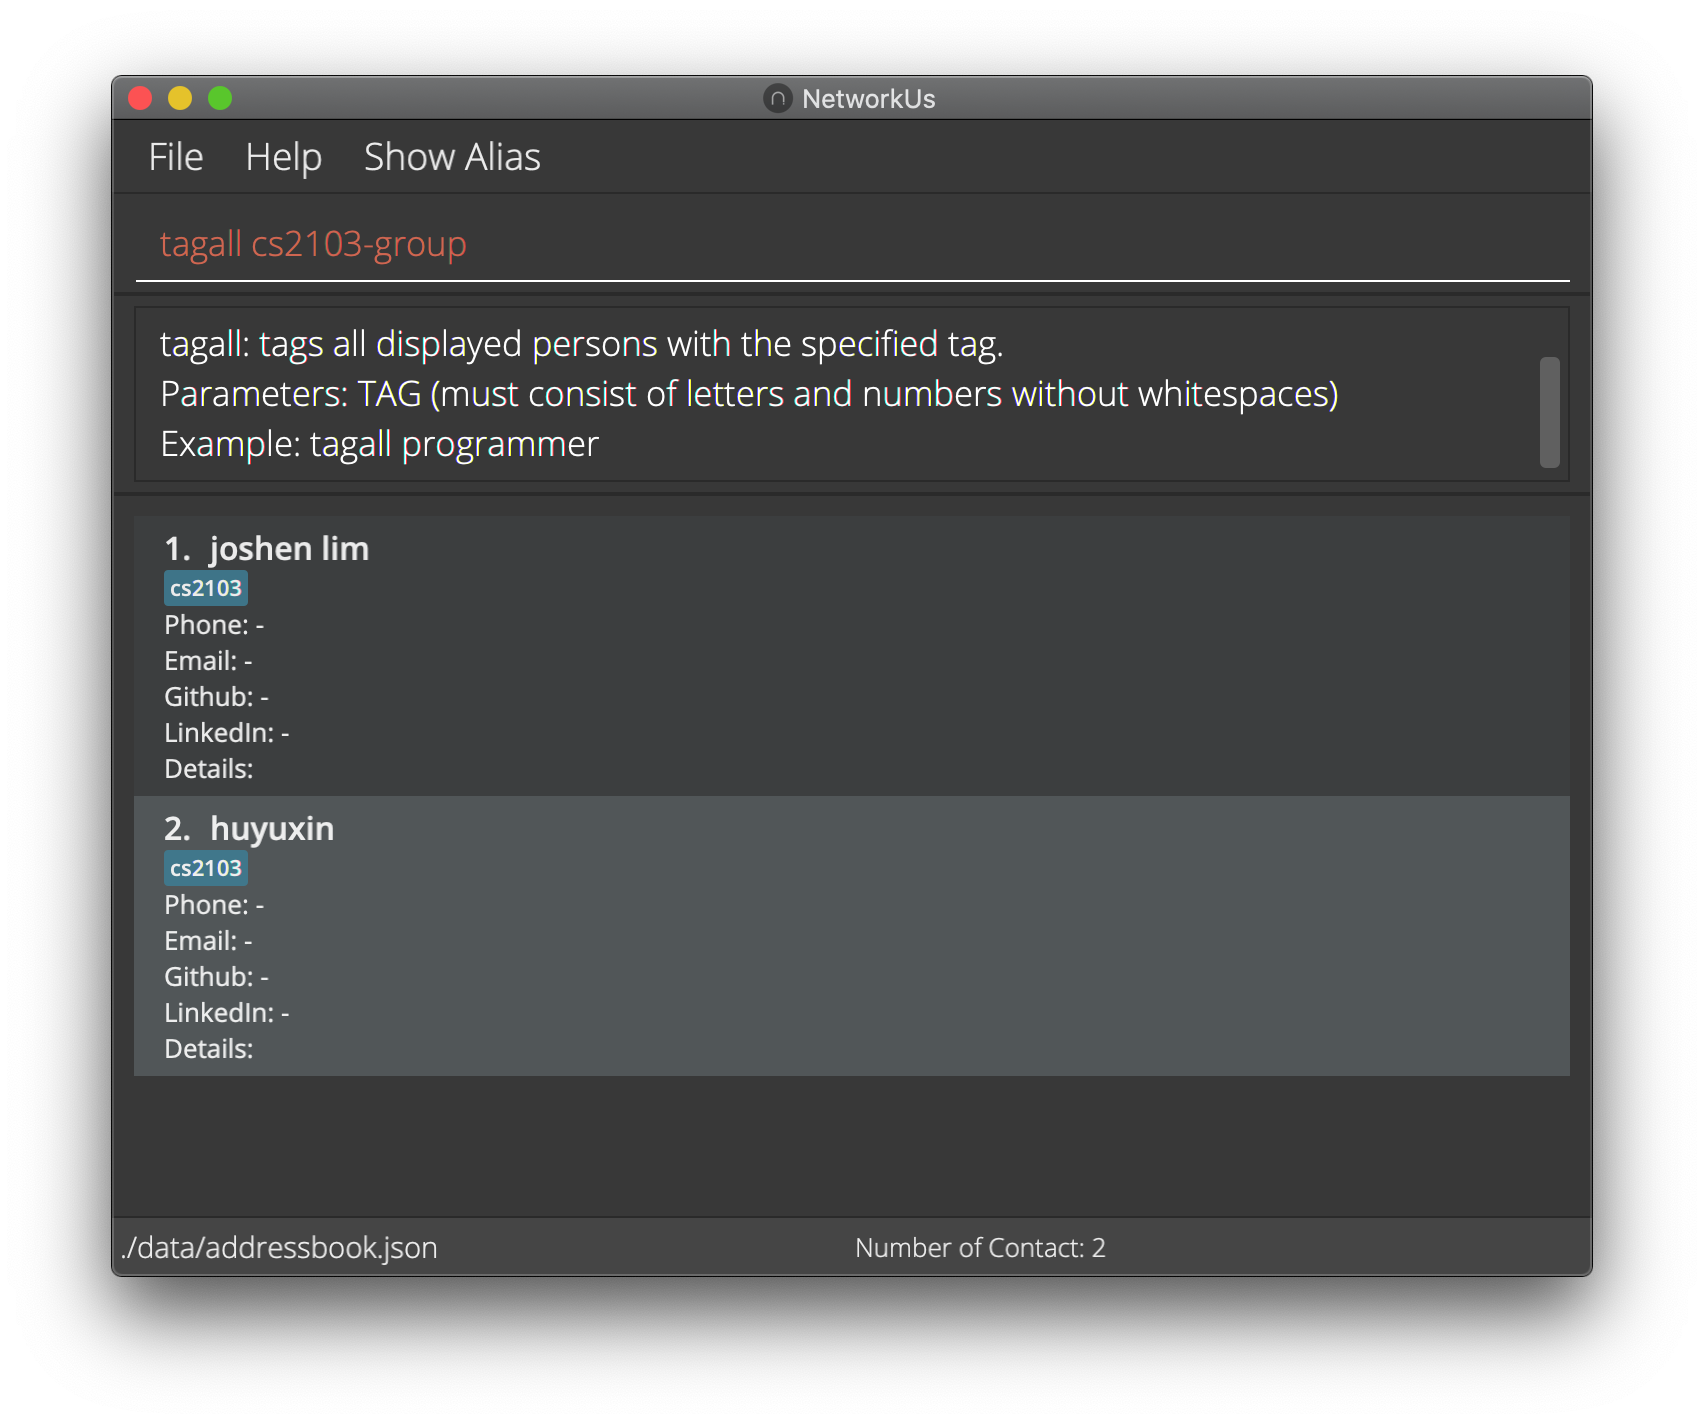 NetworkUs
File Help Show Alias
tagall cs2103-group
tagall: tags all displayed persons with the specified tag.
Parameters: TAG (must consist of letters and numbers without whitespaces)
Example: tagall programmer
1. joshen lim
cs2103
Phone: -
Email: -
Github: -
LinkedIn: -
Details:
2. huyuxin
cs2103
Phone: -
Email: -
Github: -
LinkedIn: -
Details:
./data/addressbook.json Number of Contact: 2